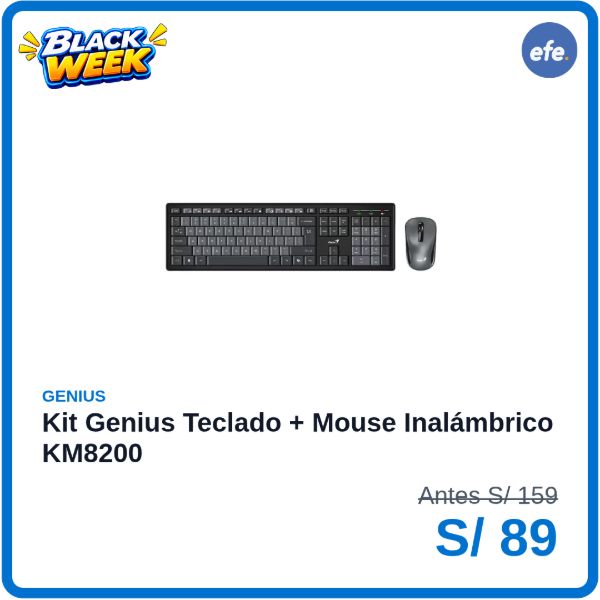 BLACK
WEEK
efe.
GENIUS
Kit Genius Teclado + Mouse Inalámbrico
KM8200
Antes S/ 159
S/ 89